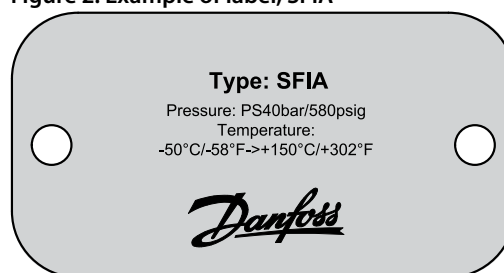 Figure 2: Example of label, SFIA
Type: SFIA
Pressure: PS40bar/580psig
Temperature:
-50°C/-58°F->+150°C/+302°F
Danfoss